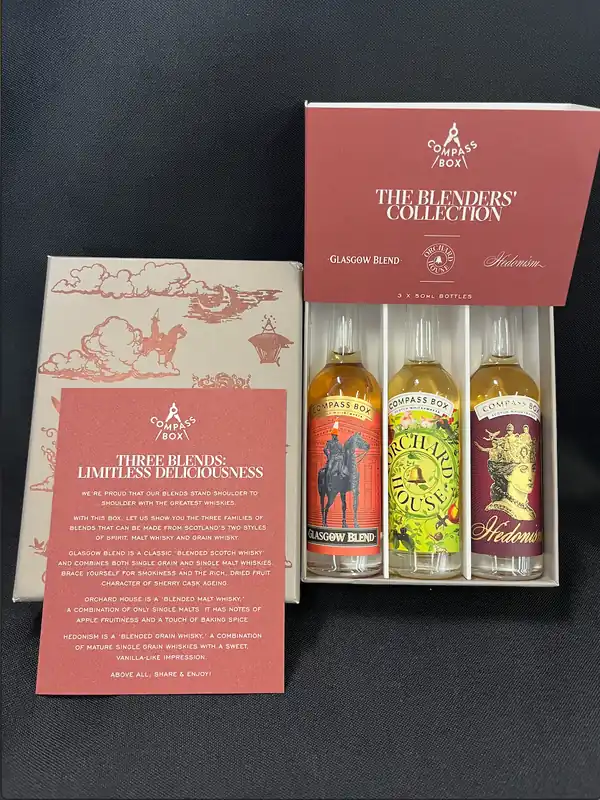 COMPASS
BOX
THE BLENDERS'
COLLECTION
GLASGOW BLEND
ORCHARD
HOUSE
Hedonism
3 X 50ML BOTTLES
COMPASS BOX
GLASGOW BLEND
COMPASS BOX
SCOTCH WHISKYMAKER
ORCHARD
HOUSE
COMPASS BOX
SCOTCH WHISKYMAKER
Hedonism
COMPASS
BOX
THREE BLENDS:
LIMITLESS DELICIOUSNESS
WE'RE PROUD THAT OUR BLENDS STAND SHOULDER TO
SHOULDER WITH THE GREATEST WHISKIES.
WITH THIS BOX, LET US SHOW YOU THE THREE FAMILIES OF
BLENDS THAT CAN BE MADE FROM SCOTLAND'S TWO STYLES
OF SPIRIT: MALT WHISKY AND GRAIN WHISKY.
GLASGOW BLEND IS A CLASSIC 'BLENDED SCOTCH WHISKY'
AND COMBINES BOTH SINGLE GRAIN AND SINGLE MALT WHISKIES.
BRACE YOURSELF FOR SMOKINESS AND THE RICH, DRIED FRUIT
CHARACTER OF SHERRY CASK AGEING.
ORCHARD HOUSE IS A 'BLENDED MALT WHISKY,'
A COMBINATION OF ONLY SINGLE MALTS. IT HAS NOTES OF
APPLE FRUITINESS AND A TOUCH OF BAKING SPICE.
HEDONISM IS A 'BLENDED GRAIN WHISKY,' A COMBINATION
OF MATURE SINGLE GRAIN WHISKIES WITH A SWEET,
VANILLA-LIKE IMPRESSION.
ABOVE ALL: SHARE & ENJOY!